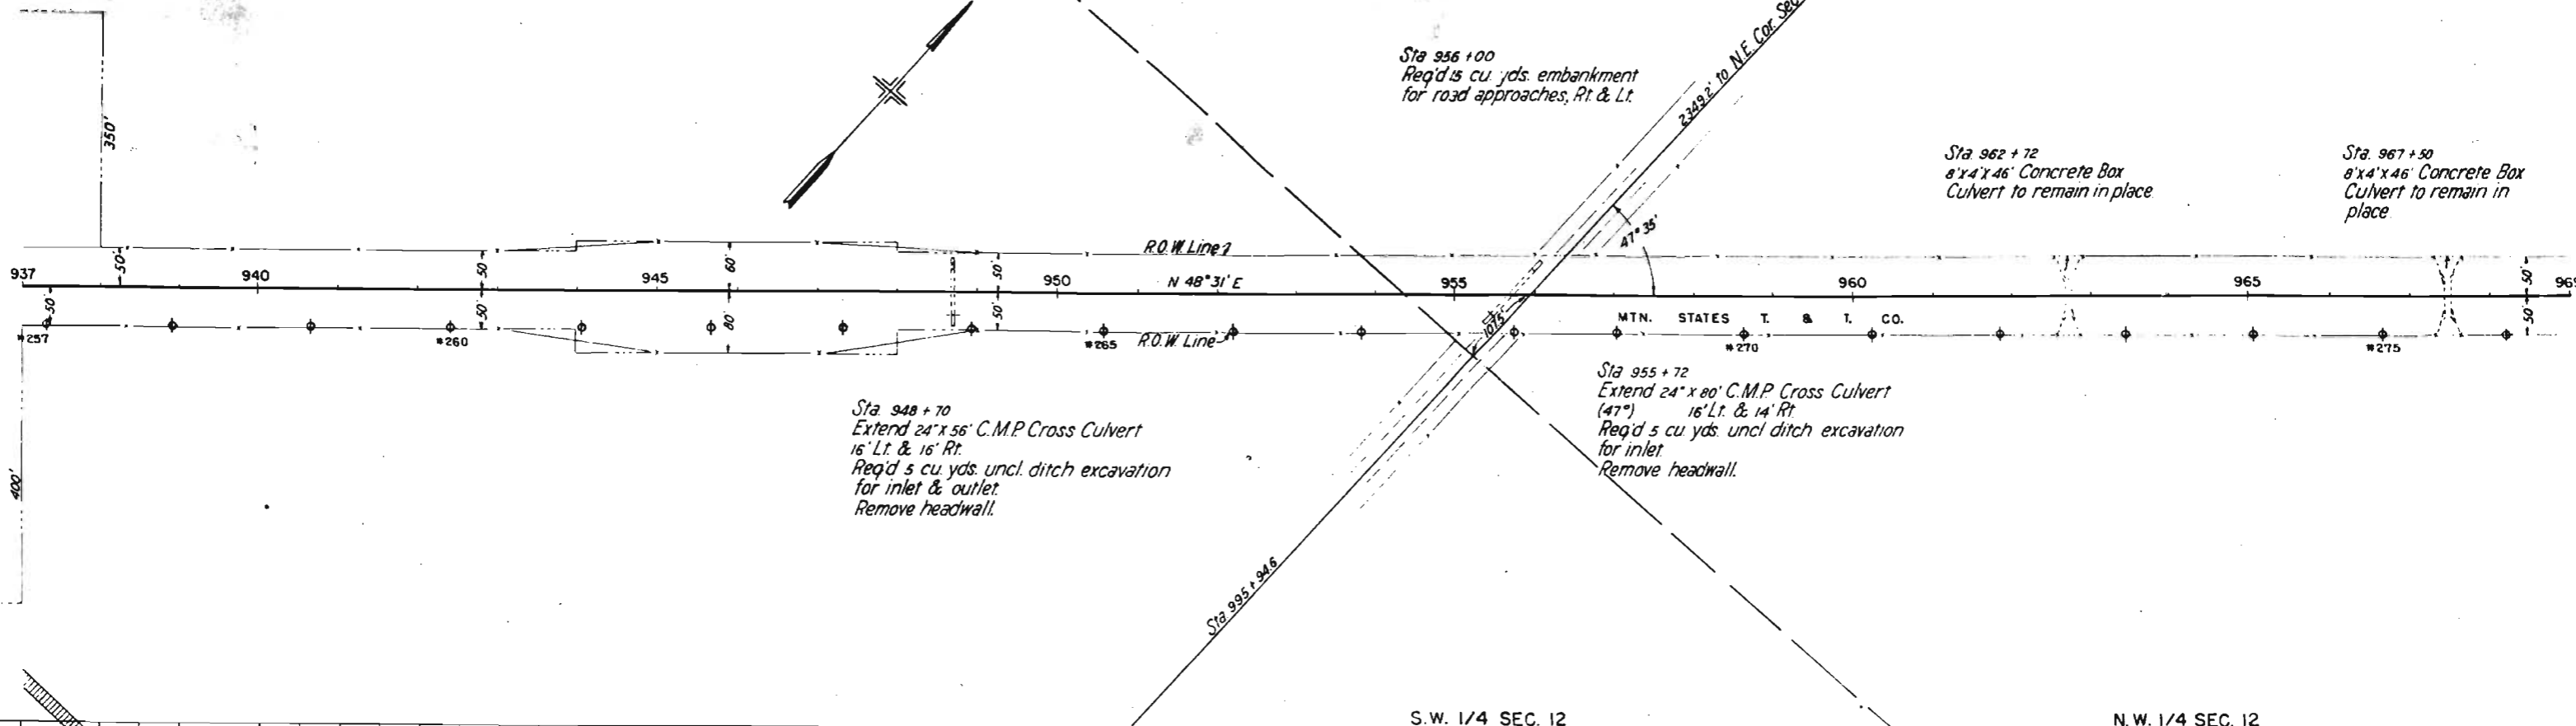 2349.2' to N.E. Cor. Sec
Sta 956 +00
Req'd 15 cu. yds. embankment
for road approaches, Rt. & Lt.
Sta. 962 + 72
8'x4'x46' Concrete Box
Culvert to remain in place.
Sta. 967 +50
8'x4'x46' Concrete Box
Culvert to remain in
place.
350'
47° 35'
R.O.W. Line
50'
50'
60'
50'
50'
937
940
945
950
N 48°31' E
955
960
965
969
50'
50'
80'
50'
107.5'
50'
MTN. STATES T. & T. CO.
#257
#260
#265
R.O.W. Line
#270
#275
Sta. 948 + 70
Extend 24" X 56' C.M.P. Cross Culvert
16' Lt. & 16' Rt.
Req'd 5 cu. yds. uncl. ditch excavation
for inlet & outlet.
Remove headwall.
Sta 955 + 72
Extend 24" X 80' C.M.P. Cross Culvert
(47°) 16' Lt. & 14' Rt.
Req'd 5 cu. yds. uncl ditch excavation
for inlet.
Remove headwall.
400'
Sta 995 + 94.6
S.W. 1/4 SEC. 12
N.W. 1/4 SEC. 12